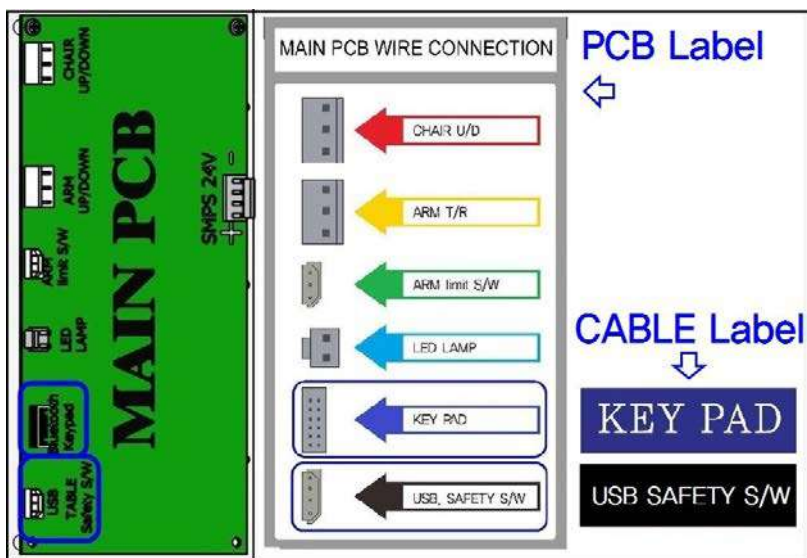 CHAIR
UP/DOWN
ARM
UP/DOWN
ARM
limit S/W
LED
LAMP
Bluetooth
Keypad
USB
TABLE
Safety S/W
MAIN PCB
SMPS 24V
- +
MAIN PCB WIRE CONNECTION
CHAIR U/D
ARM T/R
ARM limit S/W
LED LAMP
KEY PAD
USB, SAFETY S/W
PCB Label
CABLE Label
KEY PAD
USB SAFETY S/W